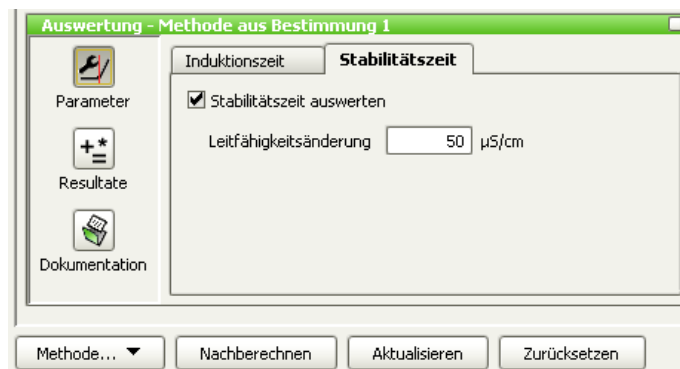 Auswertung - Methode aus Bestimmung 1
Induktionszeit
Stabilitätszeit
Parameter
Stabilitätszeit auswerten
Leitfähigkeitsänderung 50 µS/cm
Resultate
Dokumentation
Methode...
Nachberechnen
Aktualisieren
Zurücksetzen